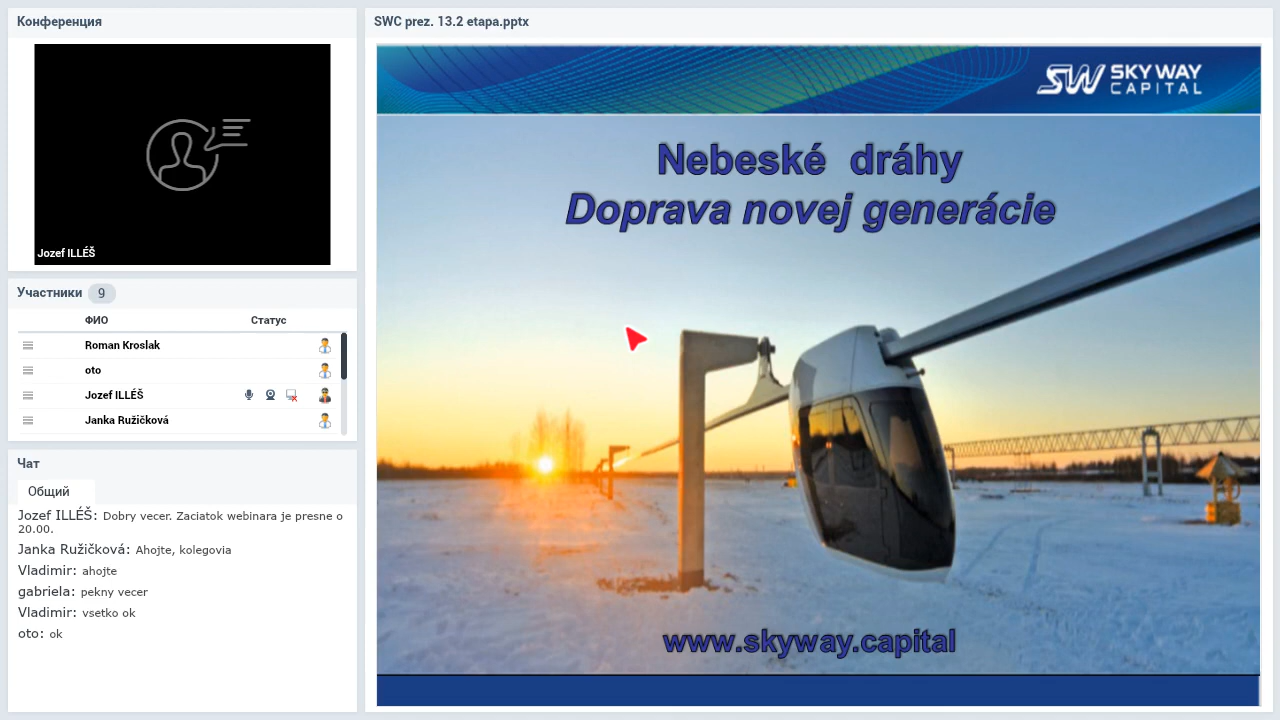 Конференция
Jozef ILLÉŠ
Участники 9
ФИО Статус
Roman Kroslak
oto
Jozef ILLÉŠ
Janka Ružičková
Чат
Общий
Jozef ILLÉŠ: Dobry vecer. Zaciatok webinara je presne o
20.00.
Janka Ružičková: Ahojte, kolegovia
Vladimir: ahojte
gabriela: pekny vecer
Vladimir: vsetko ok
oto: ok
SWC prez. 13.2 etapa.pptx
SW SKY WAY
CAPITAL
Nebeské dráhy
Doprava novej generácie
www.skyway.capital